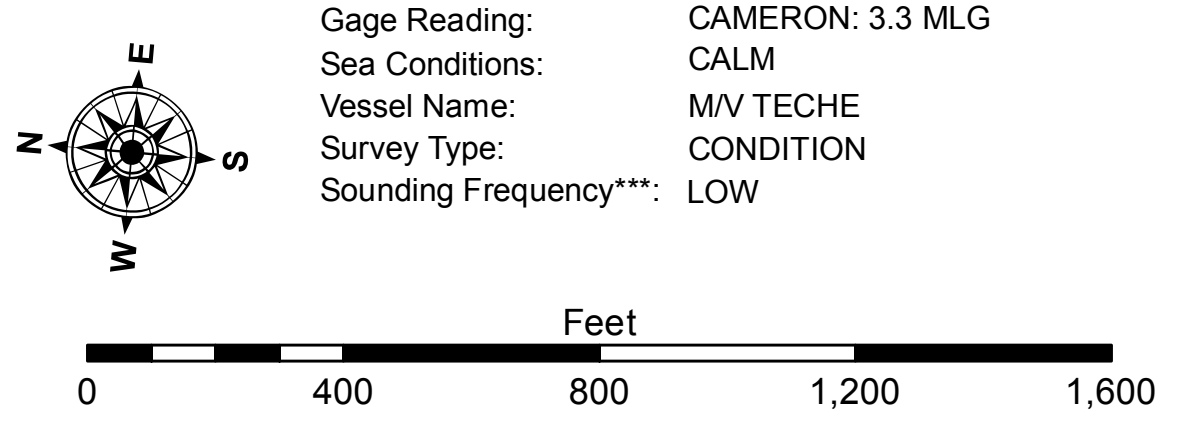 E
N
S
W
Gage Reading: CAMERON: 3.3 MLG
Sea Conditions: CALM
Vessel Name: M/V TECHE
Survey Type: CONDITION
Sounding Frequency***: LOW
Feet
0 400 800 1,200 1,600